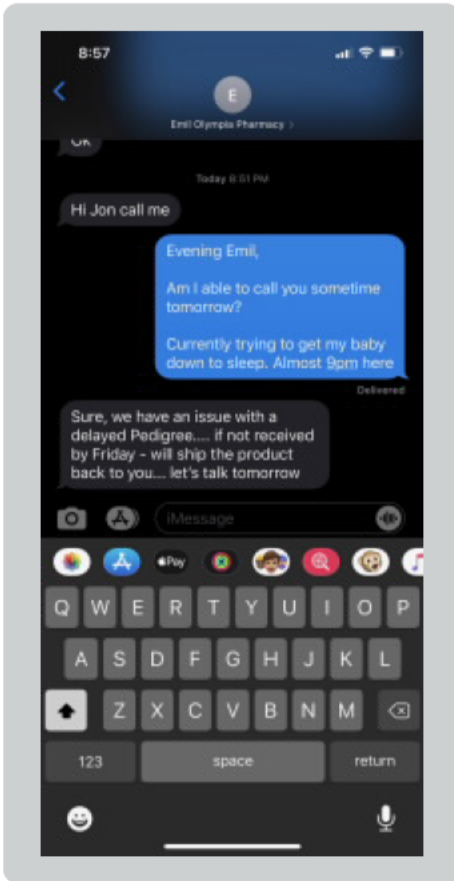 8:57
E
Emil Olympia Pharmacy >
OK
Today 8:51 PM
Hi Jon call me
Evening Emil,
Am I able to call you sometime
tomorrow?
Currently trying to get my baby
down to sleep. Almost 9pm here
Delivered
Sure, we have an issue with a
delayed Pedigree.... if not received
by Friday - will ship the product
back to you... let's talk tomorrow
iMessage
Pay
Q W E R T Y U I O P
A S D F G H J K L
Z X C V B N M
123 space return